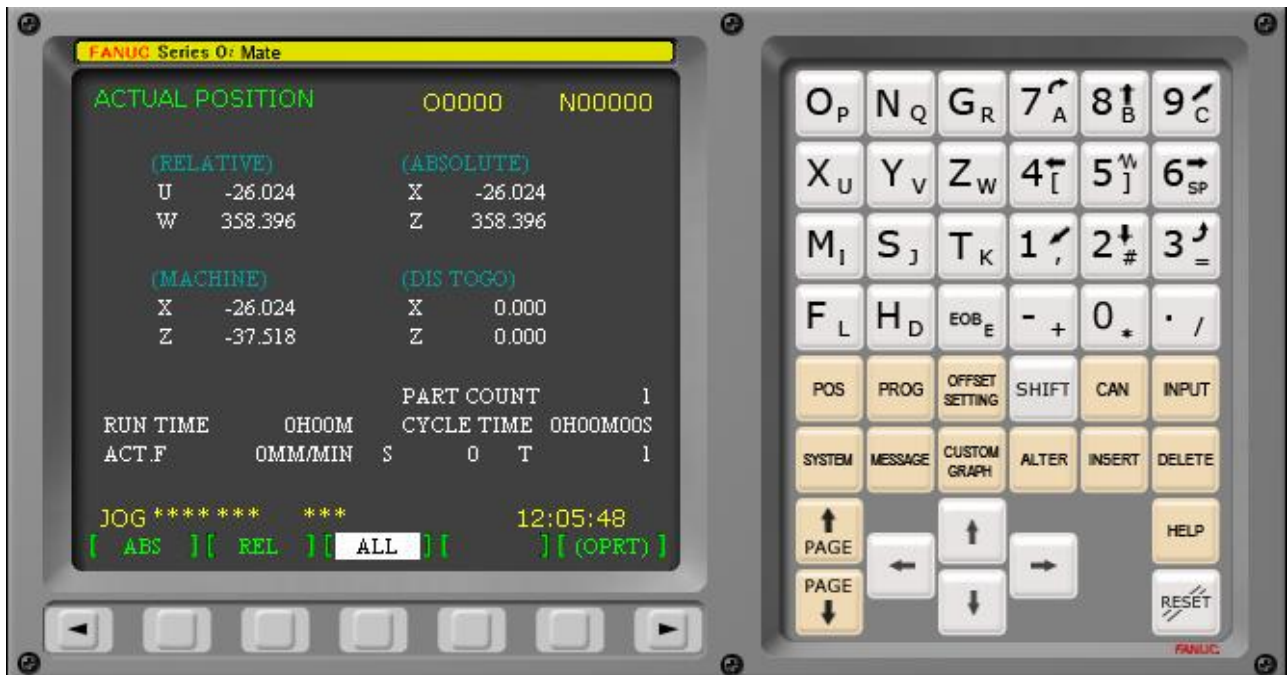 FANUC Series 0i Mate
ACTUAL POSITION O0000 N00000
(RELATIVE) (ABSOLUTE)
U -26.024 X -26.024
W 358.396 Z 358.396
(MACHINE) (DIS TOGO)
X -26.024 X 0.000
Z -37.518 Z 0.000
PART COUNT 1
RUN TIME 0H00M CYCLE TIME 0H00M00S
ACT.F 0MM/MIN S 0 T 1
JOG ******* *** 12:05:48
[ ABS ][ REL ][ ALL ][ ][ (OPRT) ]
O P N Q G R 7 A 8 B 9 C
X U Y V Z W 4 [ 5 ] 6 SP
M I S J T K 1 , 2 # 3 =
F L H D EOB E - + 0 * . /
POS PROG OFFSET SETTING SHIFT CAN INPUT
SYSTEM MESSAGE CUSTOM GRAPH ALTER INSERT DELETE
PAGE HELP
PAGE RESET
FANUC